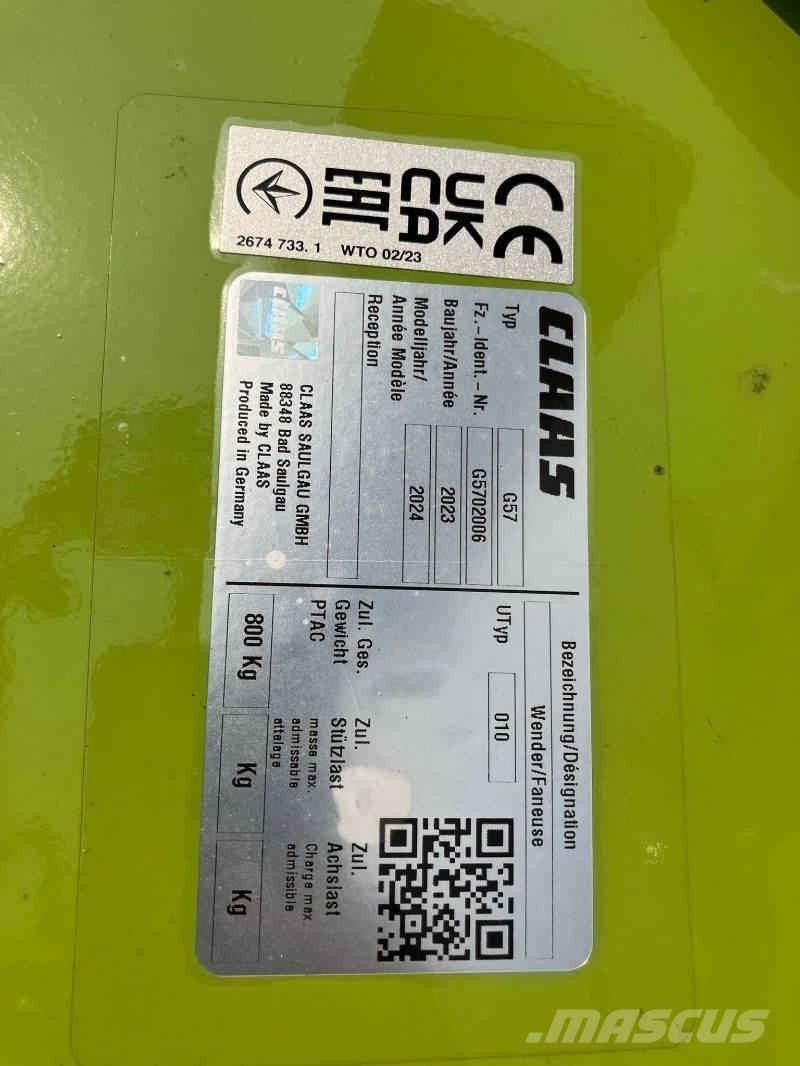 CE
UK
CA
EAC
2674 733. 1 WTO 02/23
CLAAS
Typ G57
Fz.-Ident.-Nr. G5702006
Baujahr/Année 2023
Modelljahr/
Année Modèle 2024
Reception
CLAAS
CLAAS SAULGAU GMBH
88348 Bad Saulgau
Made by CLAAS
Produced in Germany
Bezeichnung/Désignation
Wender/Faneuse
UTyp 010
Zul. Ges.
Gewicht
PTAC
800 Kg
Zul.
Stützlast
masse max.
admissable
attelage
Kg
Zul.
Achslast
Charge max.
admissible
Kg
MASCUS